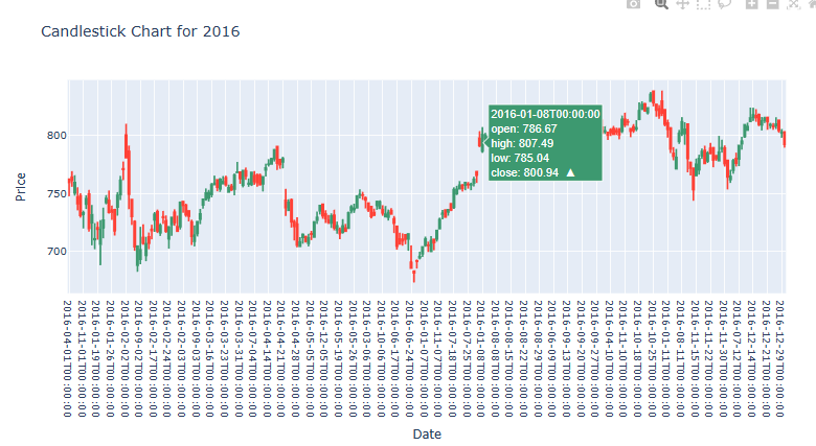 Candlestick Chart for 2016
2016-01-08T00:00:00
open: 786.67
high: 807.49
low: 785.04
close: 800.94 ▲
Price
800
750
700
2016-04-01T00:00:00
2016-11-01T00:00:00
2016-01-19T00:00:00
2016-01-26T00:00:00
2016-02-02T00:00:00
2016-09-02T00:00:00
2016-02-17T00:00:00
2016-02-24T00:00:00
2016-02-03T00:00:00
2016-09-03T00:00:00
2016-03-16T00:00:00
2016-03-23T00:00:00
2016-03-31T00:00:00
2016-07-04T00:00:00
2016-04-14T00:00:00
2016-04-21T00:00:00
2016-04-28T00:00:00
2016-05-05T00:00:00
2016-12-05T00:00:00
2016-05-19T00:00:00
2016-05-26T00:00:00
2016-03-06T00:00:00
2016-10-06T00:00:00
2016-06-17T00:00:00
2016-06-24T00:00:00
2016-01-07T00:00:00
2016-11-07T00:00:00
2016-07-18T00:00:00
2016-07-25T00:00:00
2016-01-08T00:00:00
2016-08-08T00:00:00
2016-08-15T00:00:00
2016-08-22T00:00:00
2016-08-29T00:00:00
2016-06-09T00:00:00
2016-09-13T00:00:00
2016-09-20T00:00:00
2016-09-27T00:00:00
2016-04-10T00:00:00
2016-11-10T00:00:00
2016-10-18T00:00:00
2016-10-25T00:00:00
2016-01-11T00:00:00
2016-08-11T00:00:00
2016-11-15T00:00:00
2016-11-22T00:00:00
2016-11-30T00:00:00
2016-07-12T00:00:00
2016-12-14T00:00:00
2016-12-21T00:00:00
2016-12-29T00:00:00
Date